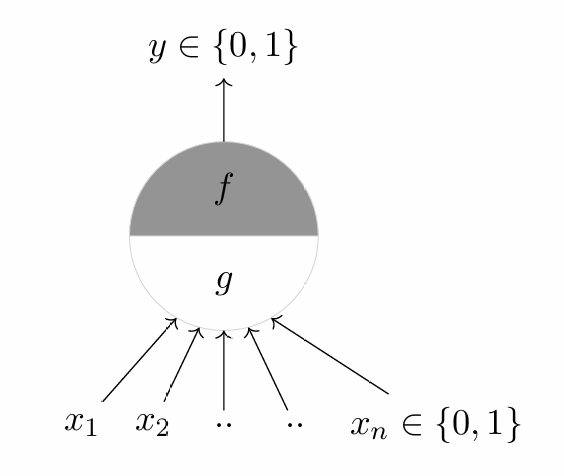 y ∈ {0, 1}
f
g
x₁ x₂ .. .. xₙ ∈ {0, 1}